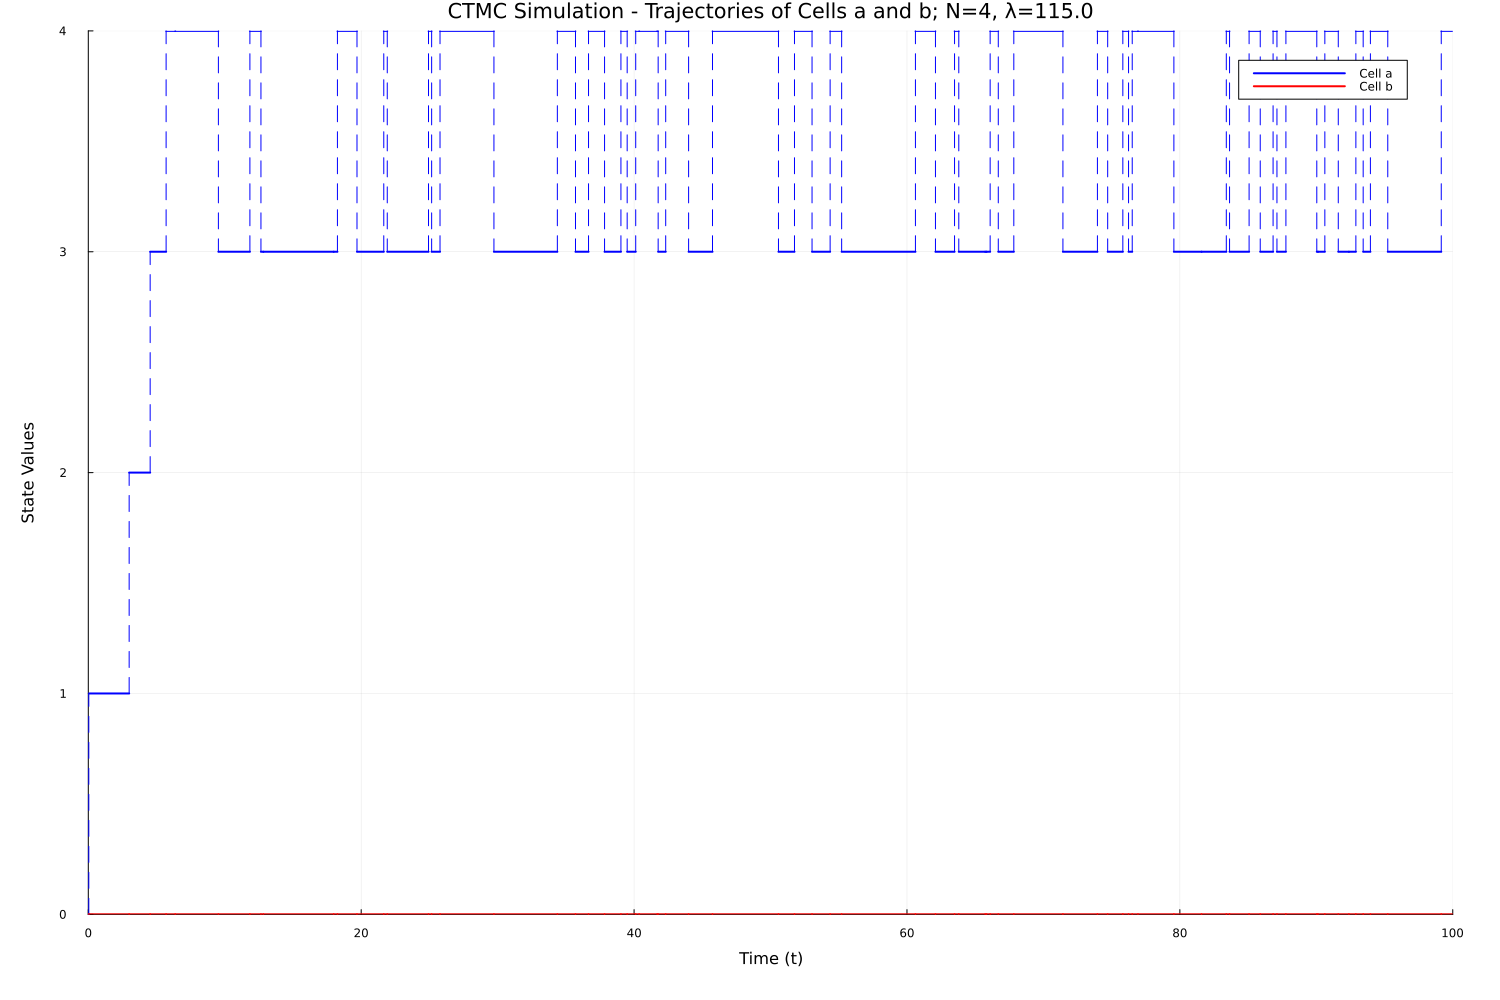 CTMC Simulation - Trajectories of Cells a and b; N=4, λ=115.0
4
Cell a
Cell b
3
State Values
2
1
0
0 20 40 60 80 100
Time (t)